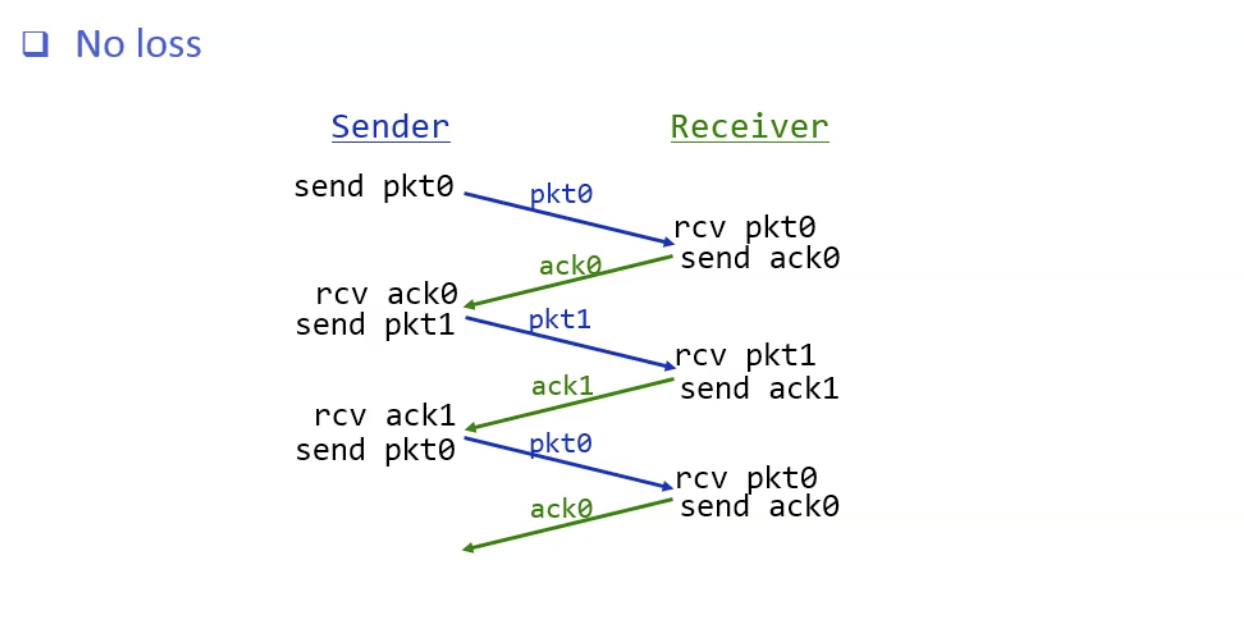 ❑ No loss
Sender Receiver
send pkt0
pkt0
rcv pkt0
send ack0
ack0
rcv ack0
send pkt1
pkt1
rcv pkt1
send ack1
ack1
rcv ack1
send pkt0
pkt0
rcv pkt0
send ack0
ack0